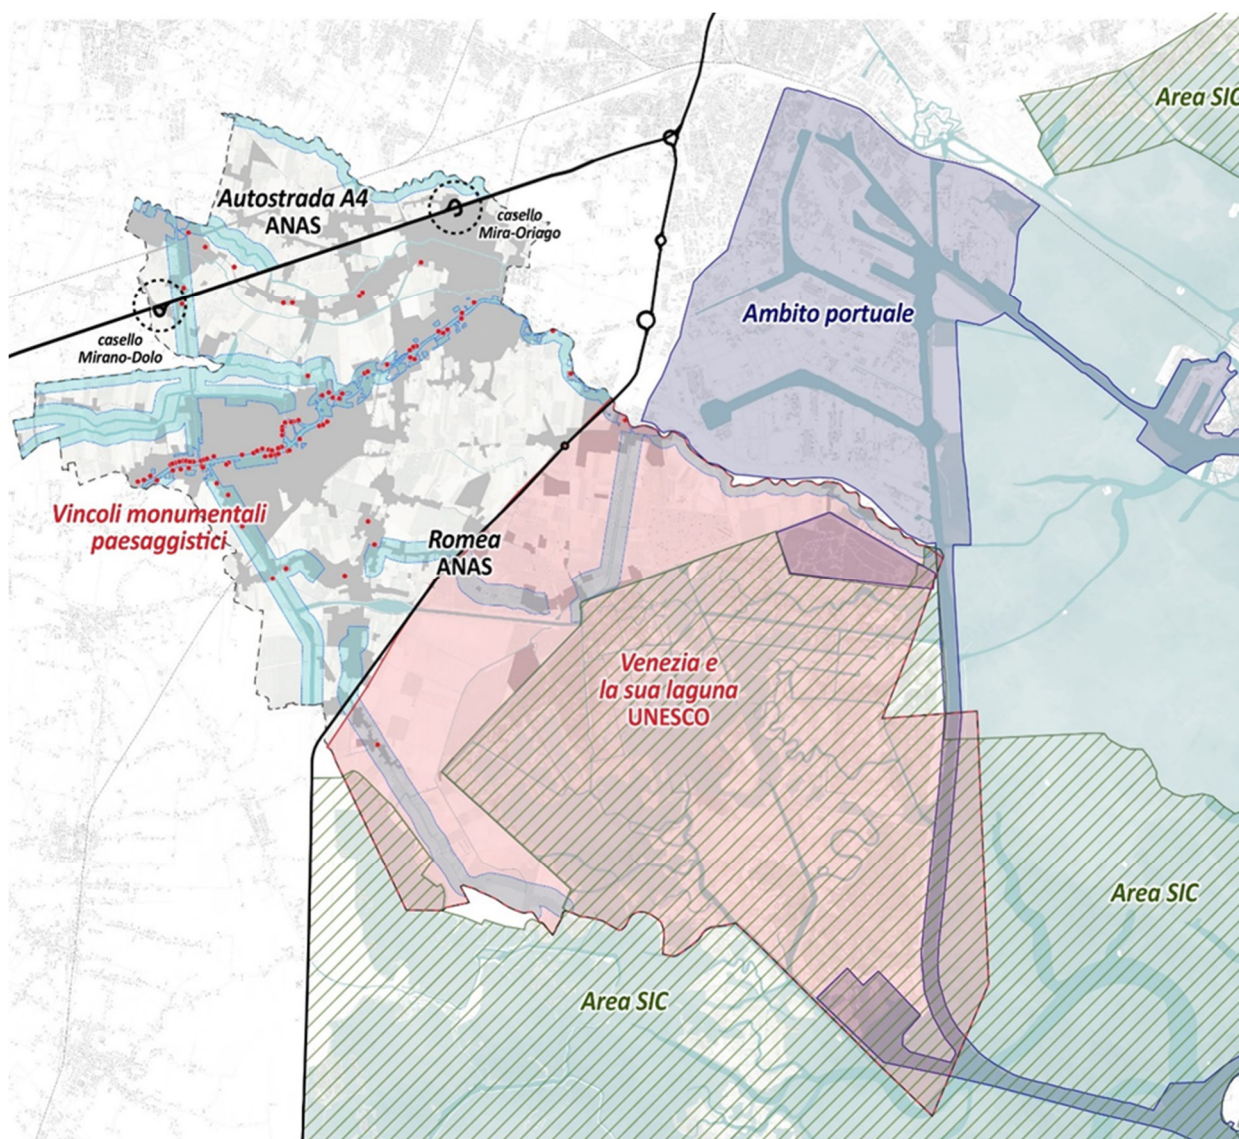 Area SIC
Autostrada A4
ANAS
casello
Mira-Oriago
Ambito portuale
casello
Mirano-Dolo
Vincoli monumentali
paesaggistici
Romea
ANAS
Venezia e
la sua laguna
UNESCO
Area SIC
Area SIC